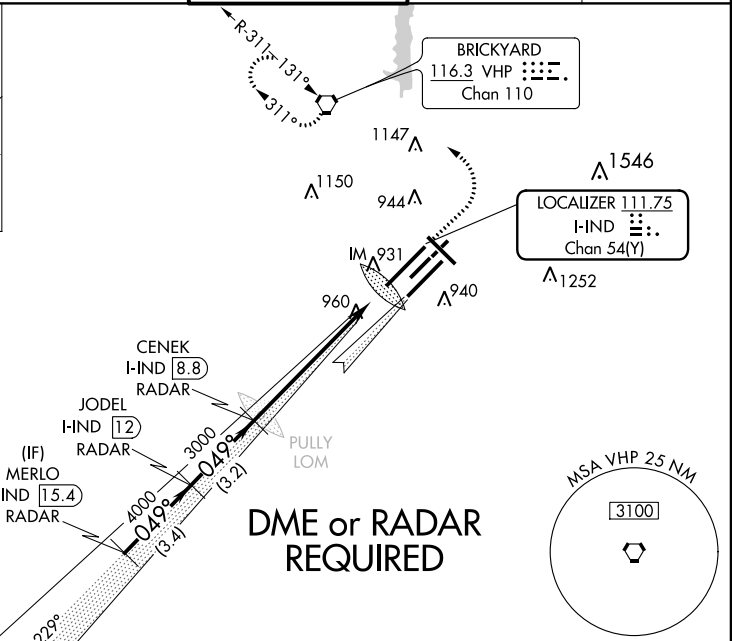 R-311
131°
311°
BRICKYARD
116.3 VHP
Chan 110
1147
1150
944
1546
LOCALIZER 111.75
I-IND
Chan 54(Y)
IM
931
1252
940
960
CENEK
I-IND 8.8
RADAR
JODEL
I-IND 12
RADAR
3000
049°
(3.2)
PULLY
LOM
(IF)
MERLO
IND 15.4
RADAR
4000
049°
(3.4)
DME or RADAR
REQUIRED
MSA VHP 25 NM
3100
229°